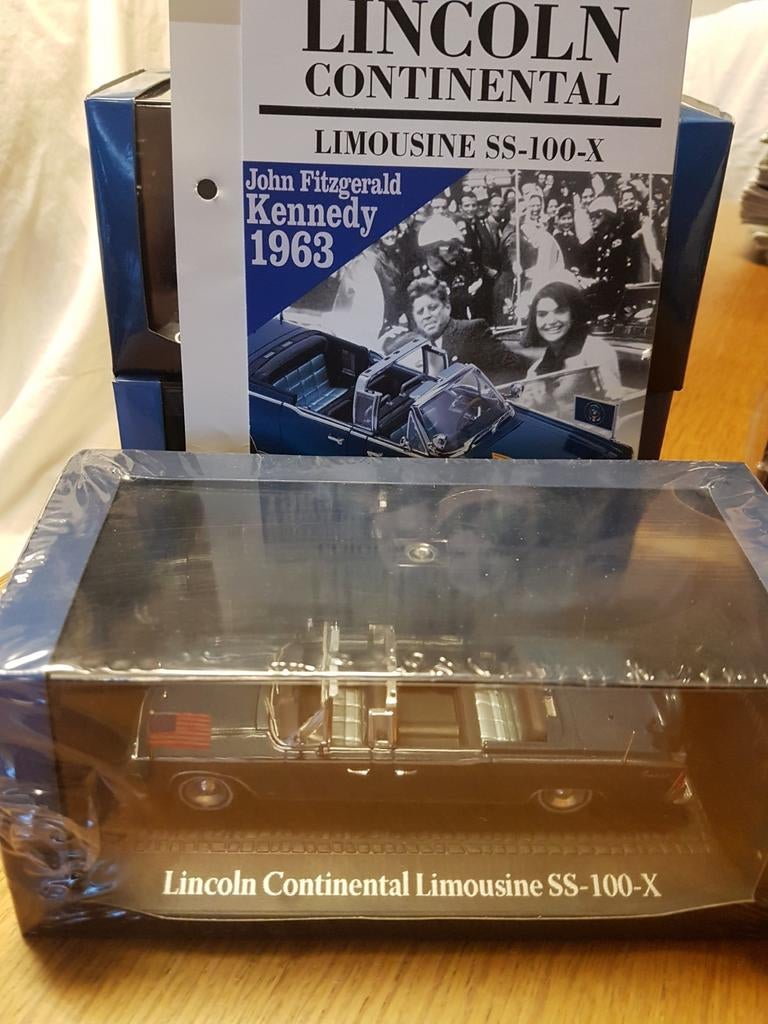 LINCOLN
CONTINENTAL
LIMOUSINE SS-100-X
John Fitzgerald
Kennedy
1963
Lincoln Continental Limousine SS-100-X